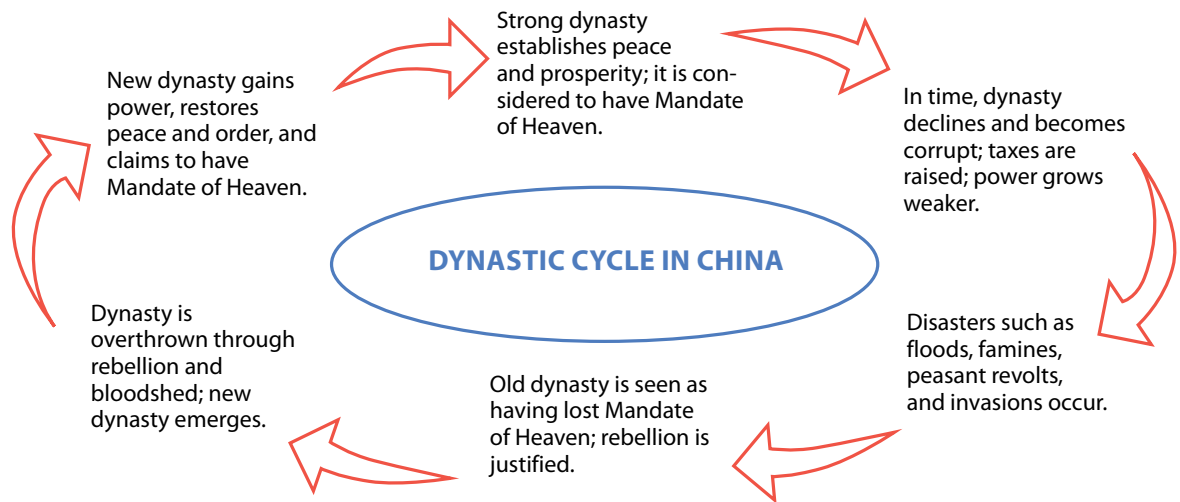 Strong dynasty
establishes peace
and prosperity; it is con-
sidered to have Mandate
of Heaven.
In time, dynasty
declines and becomes
corrupt; taxes are
raised; power grows
weaker.
Disasters such as
floods, famines,
peasant revolts,
and invasions occur.
Old dynasty is seen as
having lost Mandate
of Heaven; rebellion is
justified.
Dynasty is
overthrown through
rebellion and
bloodshed; new
dynasty emerges.
New dynasty gains
power, restores
peace and order, and
claims to have
Mandate of Heaven.
DYNASTIC CYCLE IN CHINA